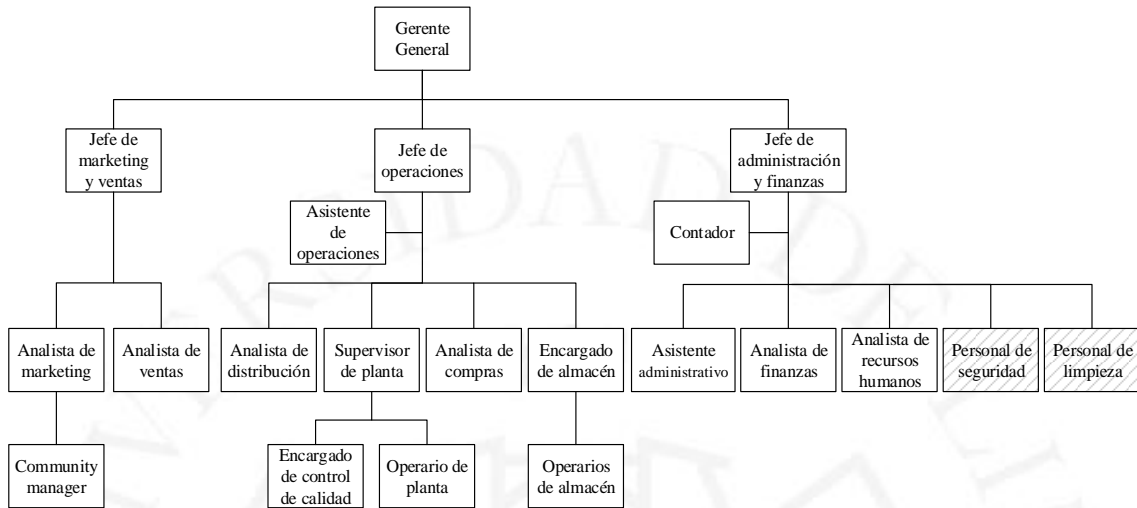 Gerente
General
Jefe de
marketing
y ventas
Jefe de
operaciones
Jefe de
administración
y finanzas
Asistente
de
operaciones
Contador
Analista de
marketing
Analista de
ventas
Analista de
distribución
Supervisor
de planta
Analista de
compras
Encargado
de almacén
Asistente
administrativo
Analista de
finanzas
Analista de
recursos
humanos
Personal de
seguridad
Personal de
limpieza
Community
manager
Encargado
de control
de calidad
Operario de
planta
Operarios
de almacén